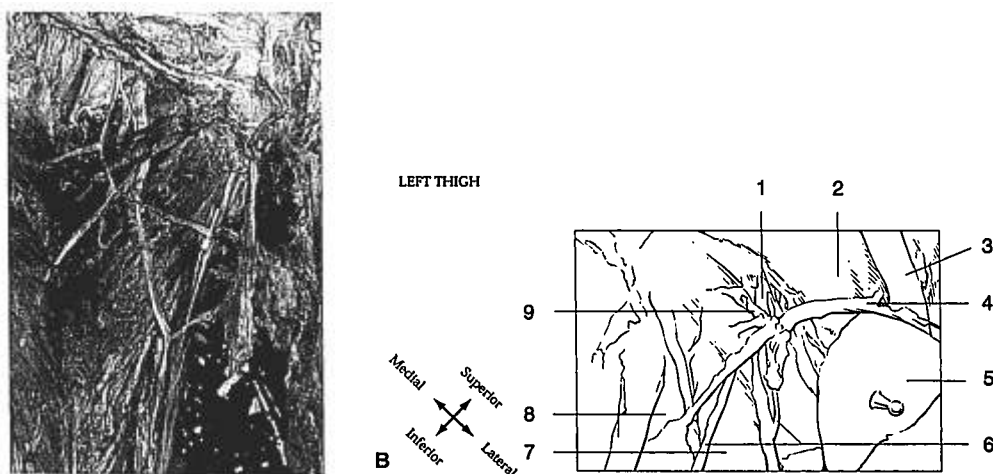 LEFT THIGH
1
2
3
4
5
6
7
8
9
Medial
Superior
Inferior
Lateral
B